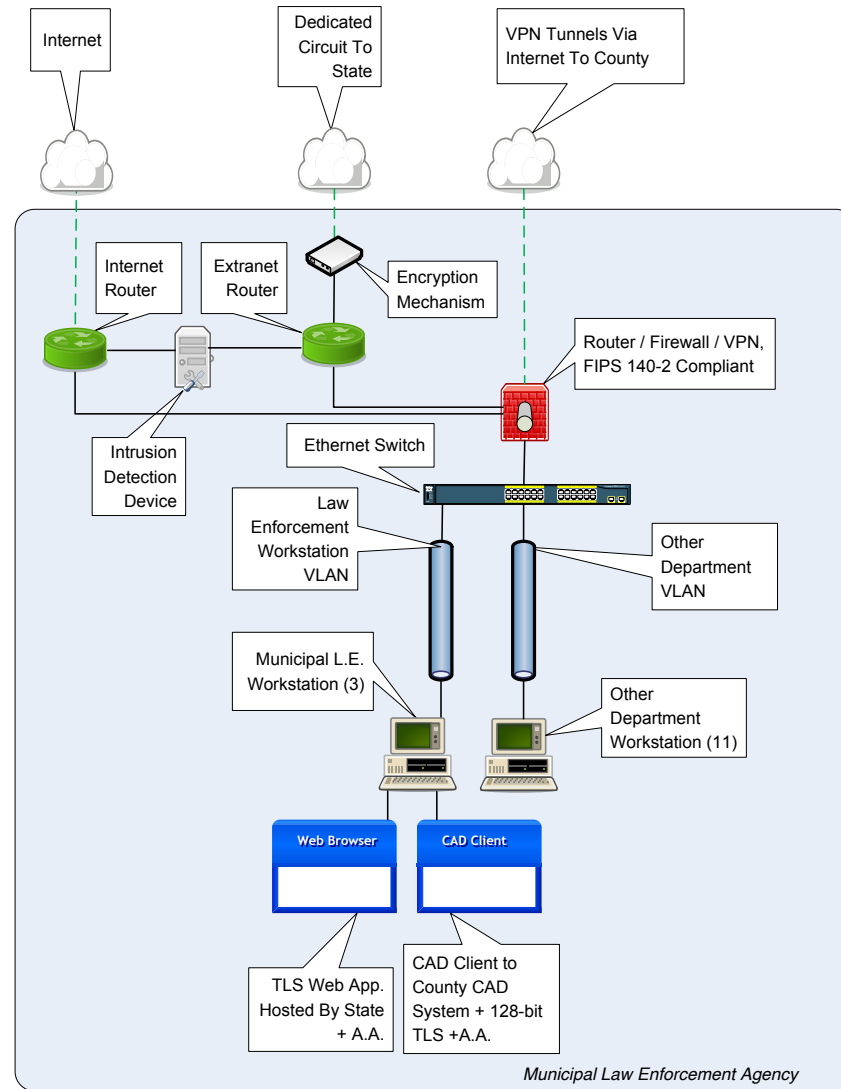 Internet
Dedicated
Circuit To
State
VPN Tunnels Via
Internet To County
Internet
Router
Extranet
Router
Encryption
Mechanism
Router / Firewall / VPN,
FIPS 140-2 Compliant
Intrusion
Detection
Device
Ethernet Switch
Law
Enforcement
Workstation
VLAN
Other
Department
VLAN
Municipal L.E.
Workstation (3)
Other
Department
Workstation (11)
Web Browser
CAD Client
TLS Web App.
Hosted By State
+ A.A.
CAD Client to
County CAD
System + 128-bit
TLS +A.A.
Municipal Law Enforcement Agency